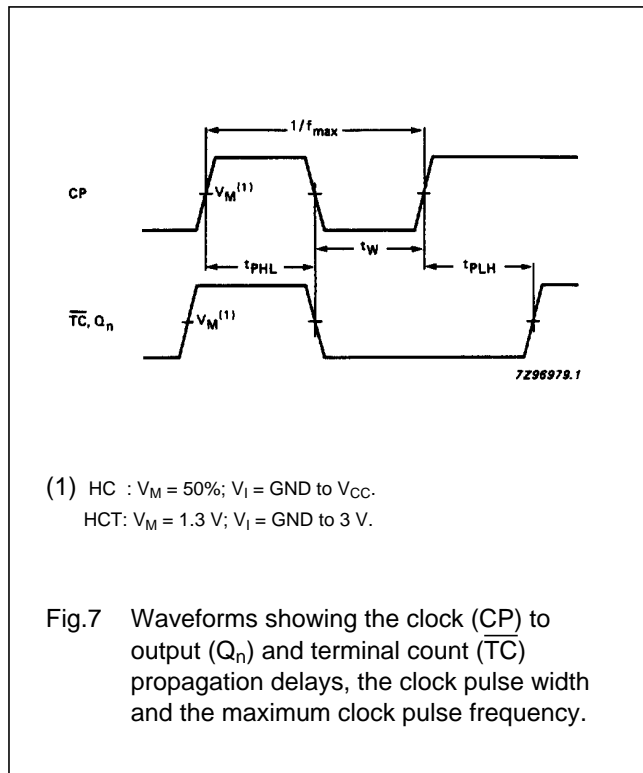 1/fmax
CP
VM(1)
tW
tPHL
tPLH
T̅C̅, Qn
VM(1)
7Z96979.1
(1) HC : VM = 50%; VI = GND to VCC.
HCT: VM = 1.3 V; VI = GND to 3 V.
Fig.7 Waveforms showing the clock (CP) to
output (Qn) and terminal count (T̅C̅)
propagation delays, the clock pulse width
and the maximum clock pulse frequency.